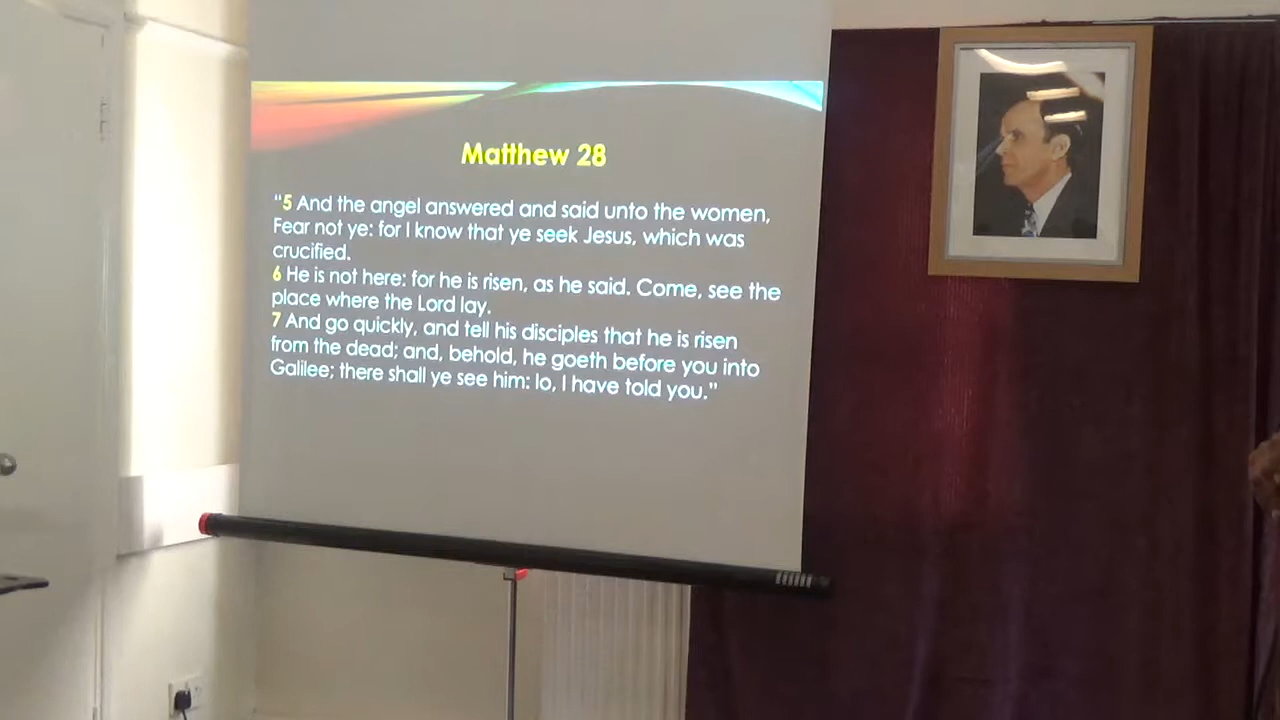 Matthew 28
“5 And the angel answered and said unto the women,
Fear not ye: for I know that ye seek Jesus, which was
crucified.
6 He is not here: for he is risen, as he said. Come, see the
place where the Lord lay.
7 And go quickly, and tell his disciples that he is risen
from the dead; and, behold, he goeth before you into
Galilee; there shall ye see him: lo, I have told you.”